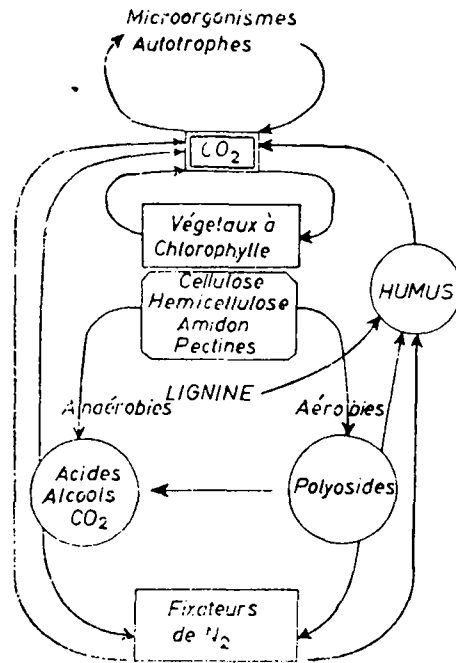 Microorganismes
Autotrophes
CO2
Végetaux à
Chlorophylle
Cellulose
Hemicellulose
Amidon
Pectines
HUMUS
LIGNINE
Anaérobies
Aérobies
Acides
Alcools
CO2
Polyosides
Fixateurs
de N2